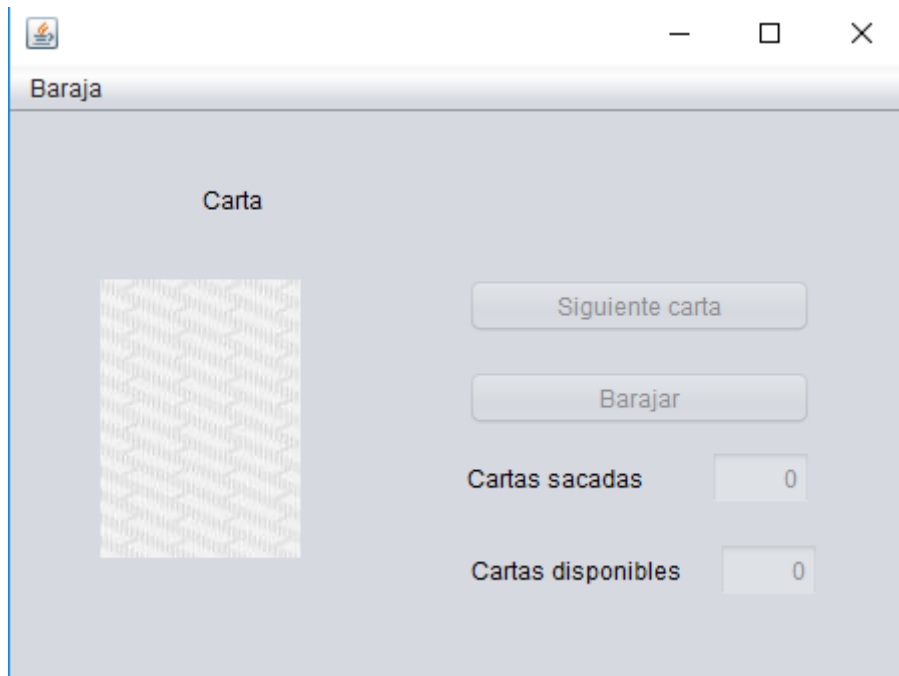 Baraja
Carta
Siguiente carta
Barajar
Cartas sacadas 0
Cartas disponibles 0